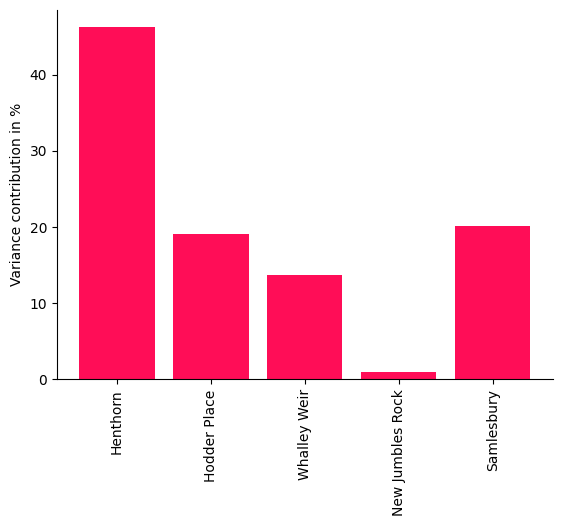 Variance contribution in %
40
30
20
10
0
Henthorn
Hodder Place
Whalley Weir
New Jumbles Rock
Samlesbury